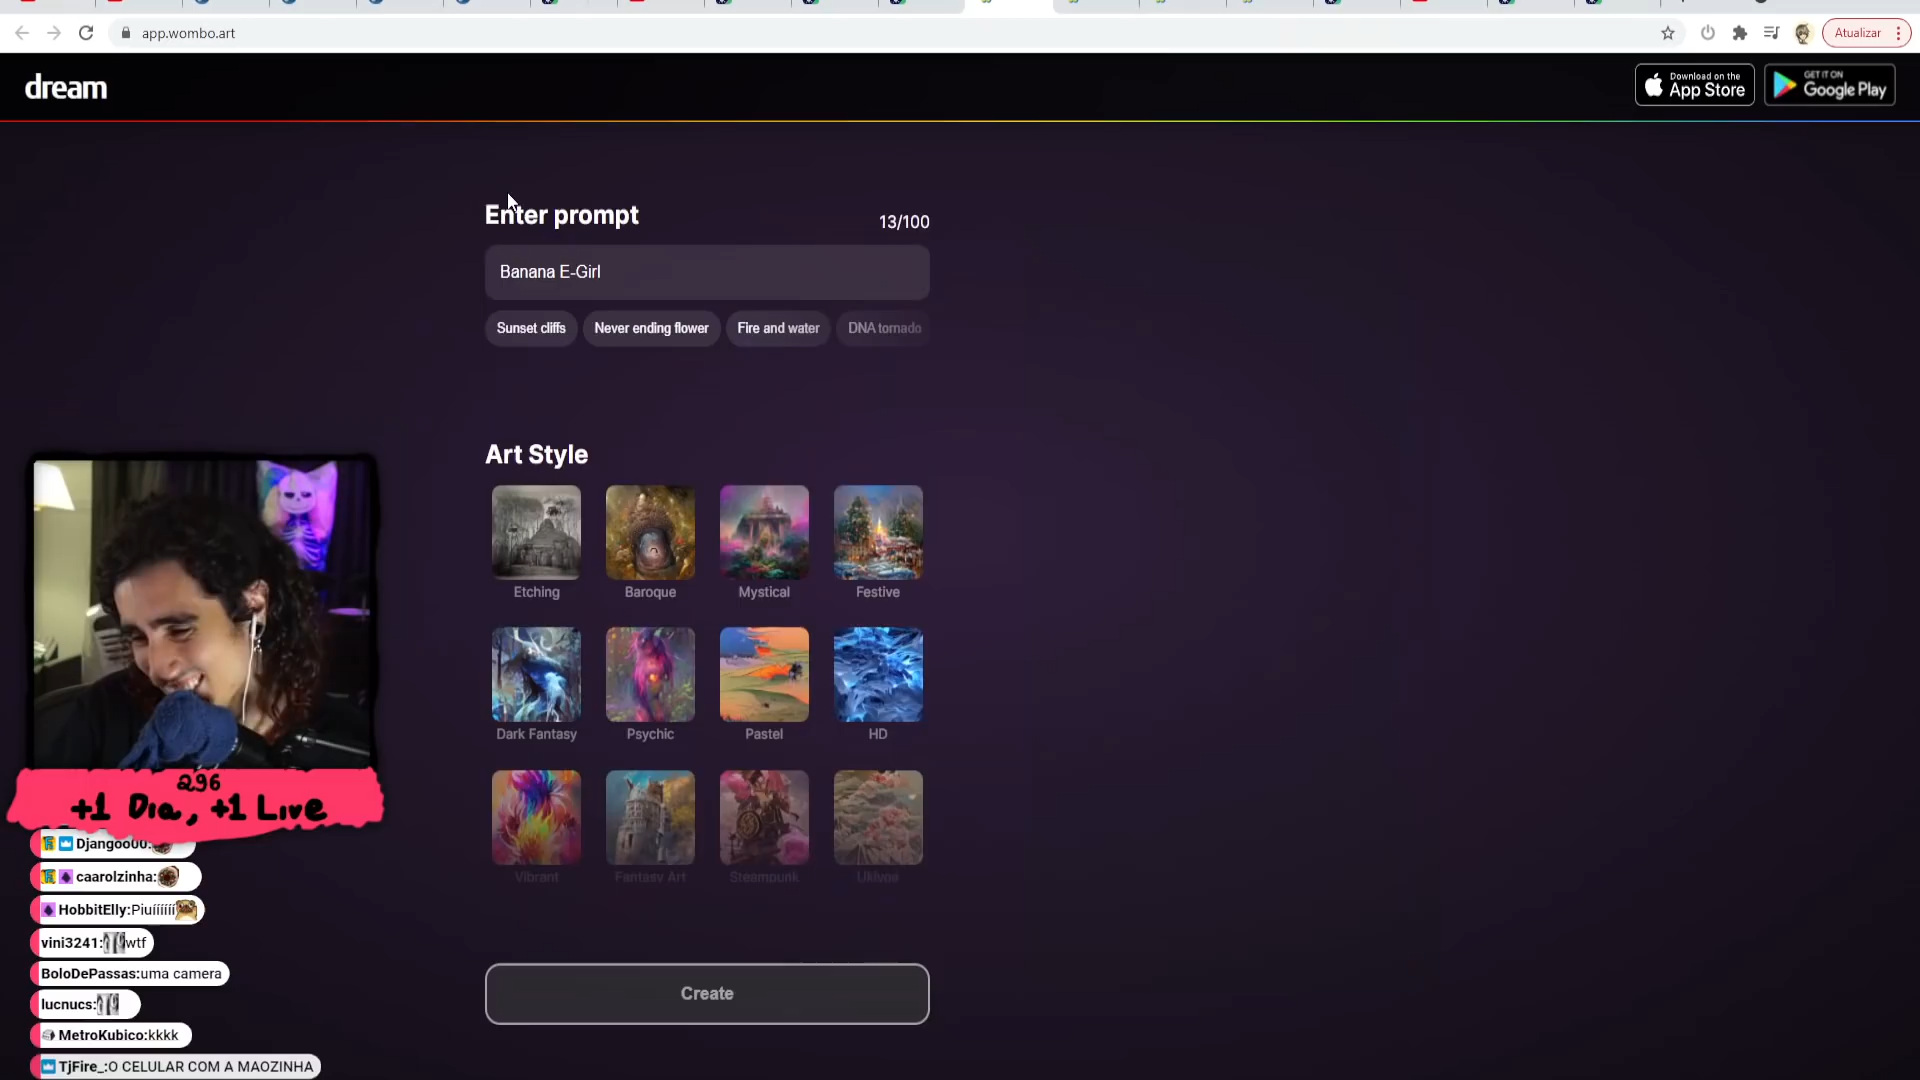 app.wombo.art
Atualizar
dream
Download on the
App Store
GET IT ON
Google Play
Enter prompt
13/100
Banana E-Girl
Sunset cliffs
Never ending flower
Fire and water
DNA tornado
Art Style
Etching
Baroque
Mystical
Festive
Dark Fantasy
Psychic
Pastel
HD
Vibrant
Fantasy Art
Steampunk
Ukiyoe
Create
296
+1 Dia, +1 Live
Djangoo00:
caarolzinha:
HobbitElly:Piuíííííí
vini3241: wtf
BoloDePassas:uma camera
lucnucs:
MetroKubico:kkkk
TjFire_:O CELULAR COM A MAOZINHA